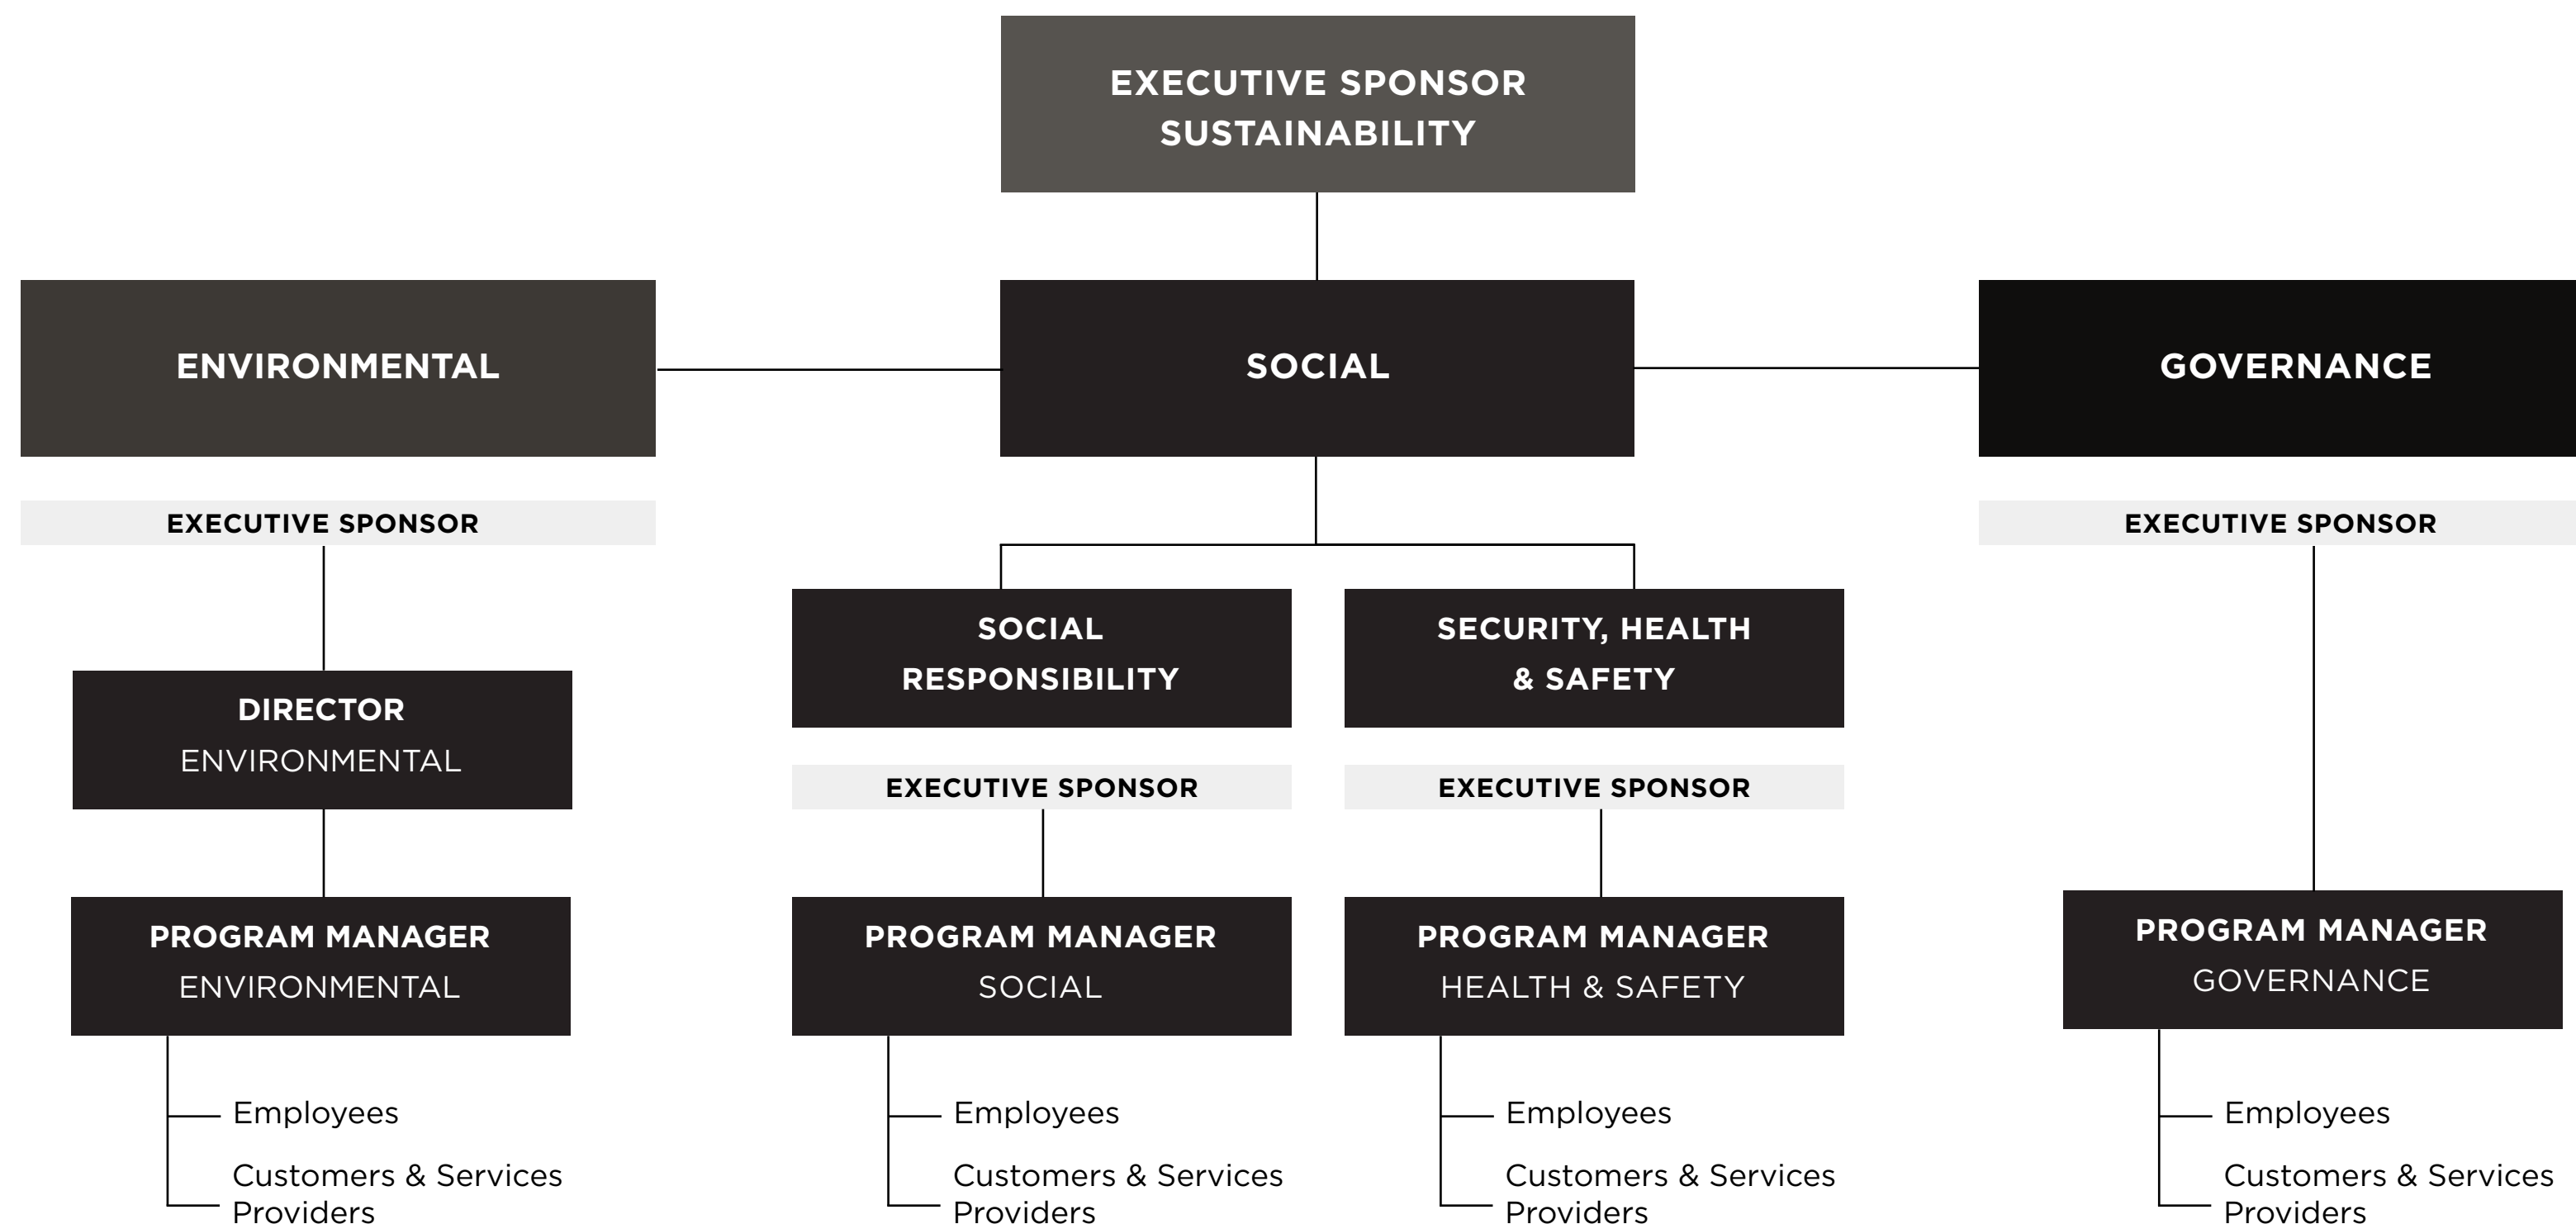 EXECUTIVE SPONSOR
SUSTAINABILITY
ENVIRONMENTAL
SOCIAL
GOVERNANCE
EXECUTIVE SPONSOR
EXECUTIVE SPONSOR
SOCIAL
RESPONSIBILITY
SECURITY, HEALTH
& SAFETY
DIRECTOR
ENVIRONMENTAL
EXECUTIVE SPONSOR
EXECUTIVE SPONSOR
PROGRAM MANAGER
ENVIRONMENTAL
PROGRAM MANAGER
SOCIAL
PROGRAM MANAGER
HEALTH & SAFETY
PROGRAM MANAGER
GOVERNANCE
Employees
Customers & Services
Providers
Employees
Customers & Services
Providers
Employees
Customers & Services
Providers
Employees
Customers & Services
Providers